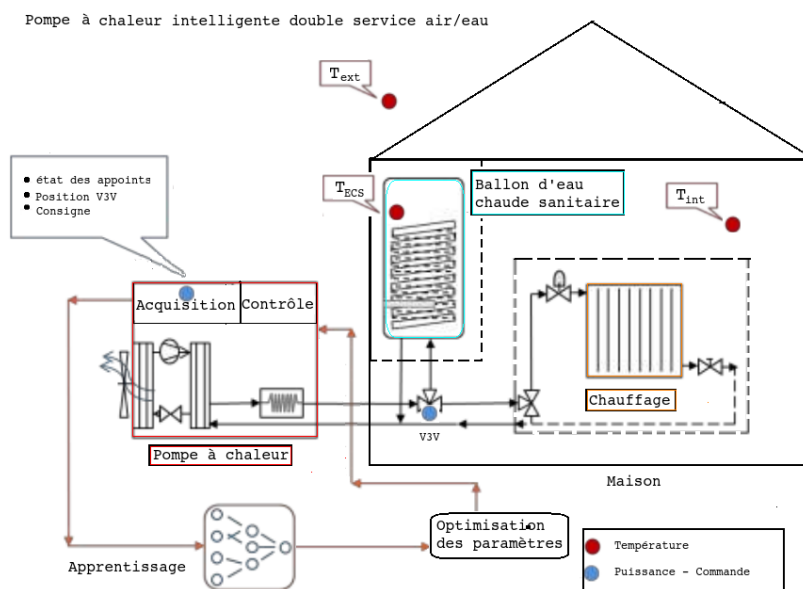 Pompe à chaleur intelligente double service air/eau
Text
état des appoints
Position V3V
Consigne
TECS
Ballon d'eau
chaude sanitaire
Tint
Acquisition
Contrôle
Chauffage
V3V
Pompe à chaleur
Maison
Optimisation
des paramètres
Apprentissage
Température
Puissance - Commande